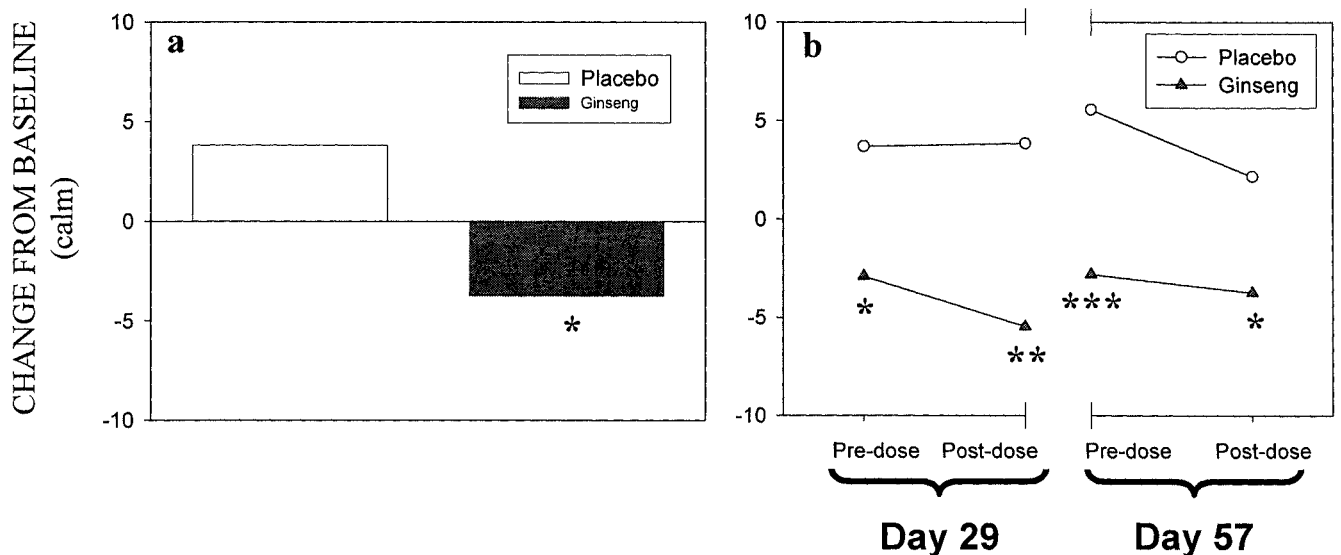 CHANGE FROM BASELINE
(calm)
10
5
0
-5
-10
a
Placebo
Ginseng
*
10
5
0
-5
-10
b
Placebo
Ginseng
*
**
***
*
Pre-dose Post-dose Pre-dose Post-dose
Day 29 Day 57